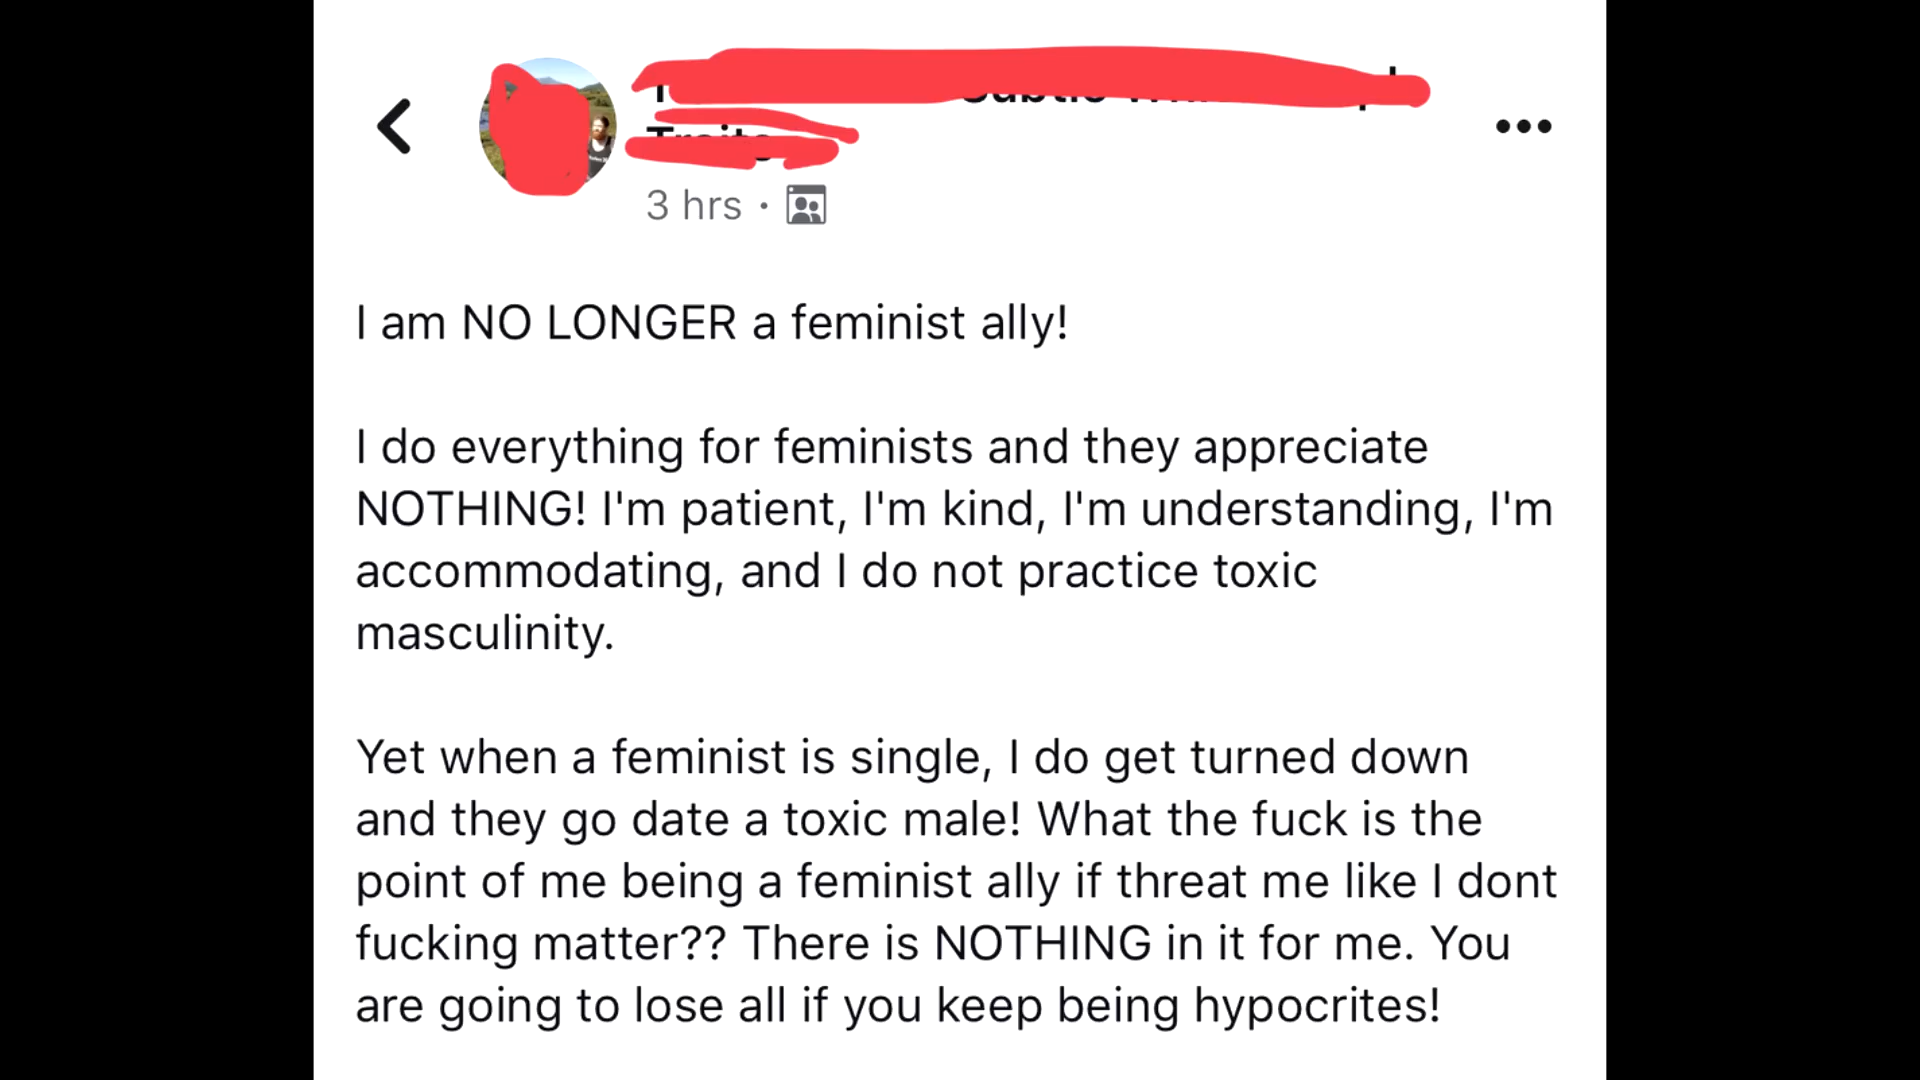 Traits
3 hrs ·
I am NO LONGER a feminist ally!
I do everything for feminists and they appreciate
NOTHING! I'm patient, I'm kind, I'm understanding, I'm
accommodating, and I do not practice toxic
masculinity.
Yet when a feminist is single, I do get turned down
and they go date a toxic male! What the fuck is the
point of me being a feminist ally if threat me like I dont
fucking matter?? There is NOTHING in it for me. You
are going to lose all if you keep being hypocrites!